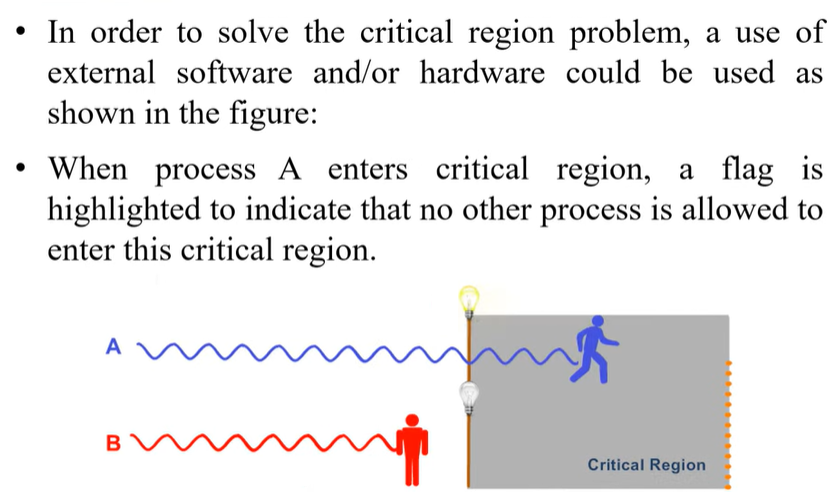 • In order to solve the critical region problem, a use of
external software and/or hardware could be used as
shown in the figure:
• When process A enters critical region, a flag is
highlighted to indicate that no other process is allowed to
enter this critical region.
A
B
Critical Region